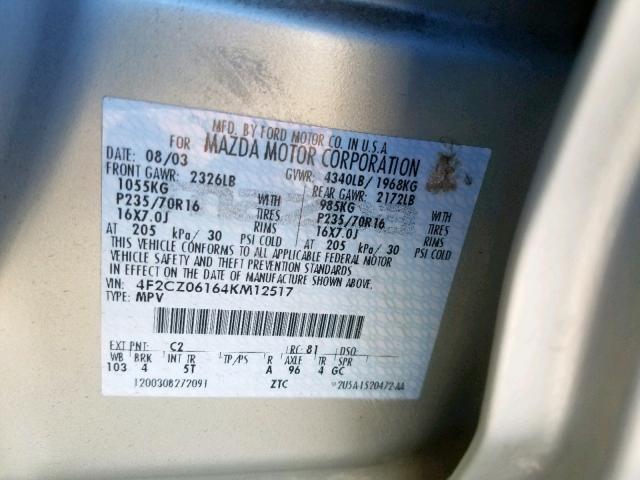 MFD. BY FORD MOTOR CO. IN U.S.A
FOR MAZDA MOTOR CORPORATION
DATE: 08/03 GVWR: 4340LB/1968KG
FRONT GAWR: 2326LB REAR GAWR: 2172LB
1055KG WITH 985KG WITH
P235/70R16 TIRES P235/70R16 TIRES
16X7.0J RIMS 16X7.0J RIMS
AT 205 kPa/30 PSI COLD AT 205 kPa/30 PSI COLD
THIS VEHICLE CONFORMS TO ALL APPLICABLE FEDERAL MOTOR
VEHICLE SAFETY AND THEFT PREVENTION STANDARDS
IN EFFECT ON THE DATE OF MANUFACTURE SHOWN ABOVE.
VIN: 4F2CZ06164KM12517
TYPE: MPV
EXT PNT: C2 RC: 81 DSO:
WB BRK INT TR TP/PS R AXLE TR SPR
103 4 5T A 96 4 GC
120030827209I ZTC *2U5A-1520472-AA